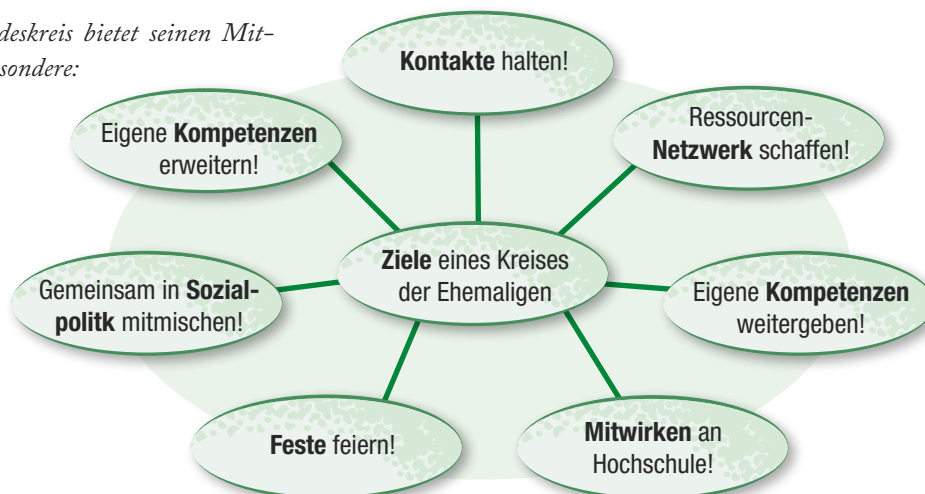 deskreis bietet seinen Mit-
sondere:
Kontakte halten!
Eigene Kompetenzen
erweitern!
Ressourcen-
Netzwerk schaffen!
Ziele eines Kreises
der Ehemaligen
Gemeinsam in Sozial-
politk mitmischen!
Eigene Kompetenzen
weitergeben!
Feste feiern!
Mitwirken an
Hochschule!